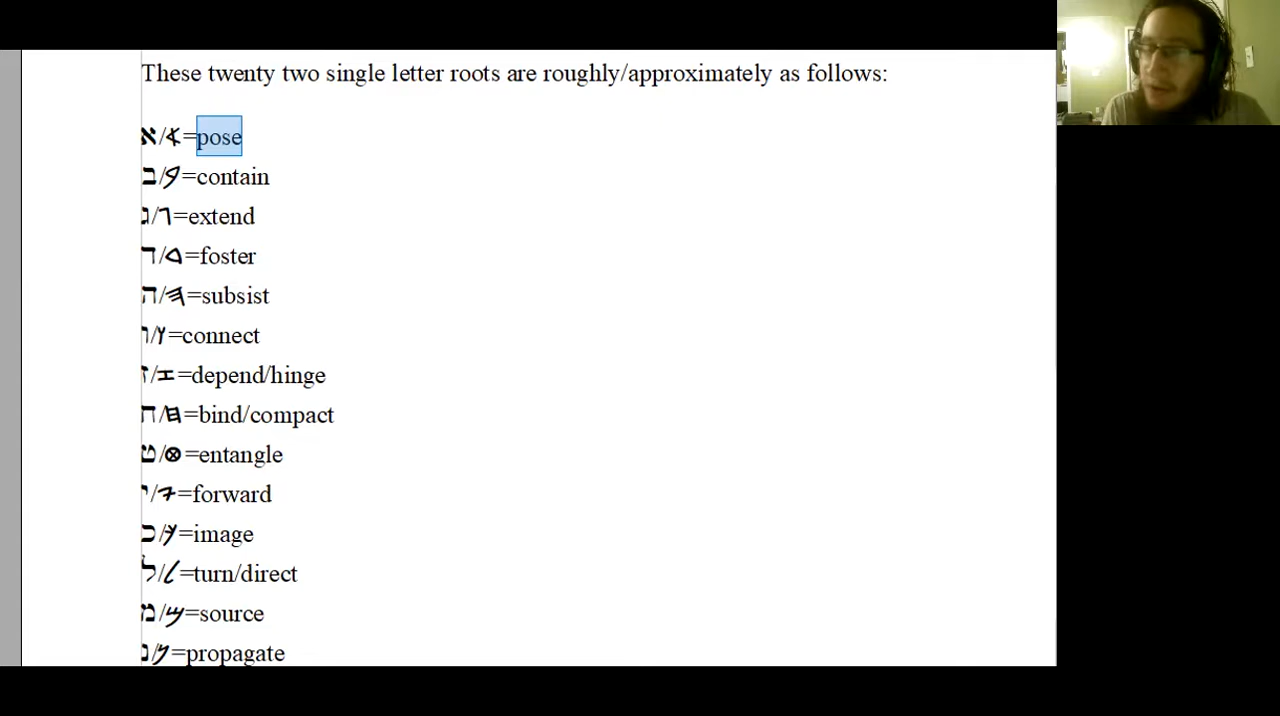 These twenty two single letter roots are roughly/approximately as follows:
א/𐤀=pose
ב/𐤁=contain
ג/𐤂=extend
ד/𐤃=foster
ה/𐤄=subsist
ו/𐤅=connect
ז/𐤆=depend/hinge
ח/𐤇=bind/compact
ט/𐤈=entangle
י/𐤉=forward
כ/𐤊=image
ל/𐤋=turn/direct
מ/𐤌=source
נ/𐤍=propagate